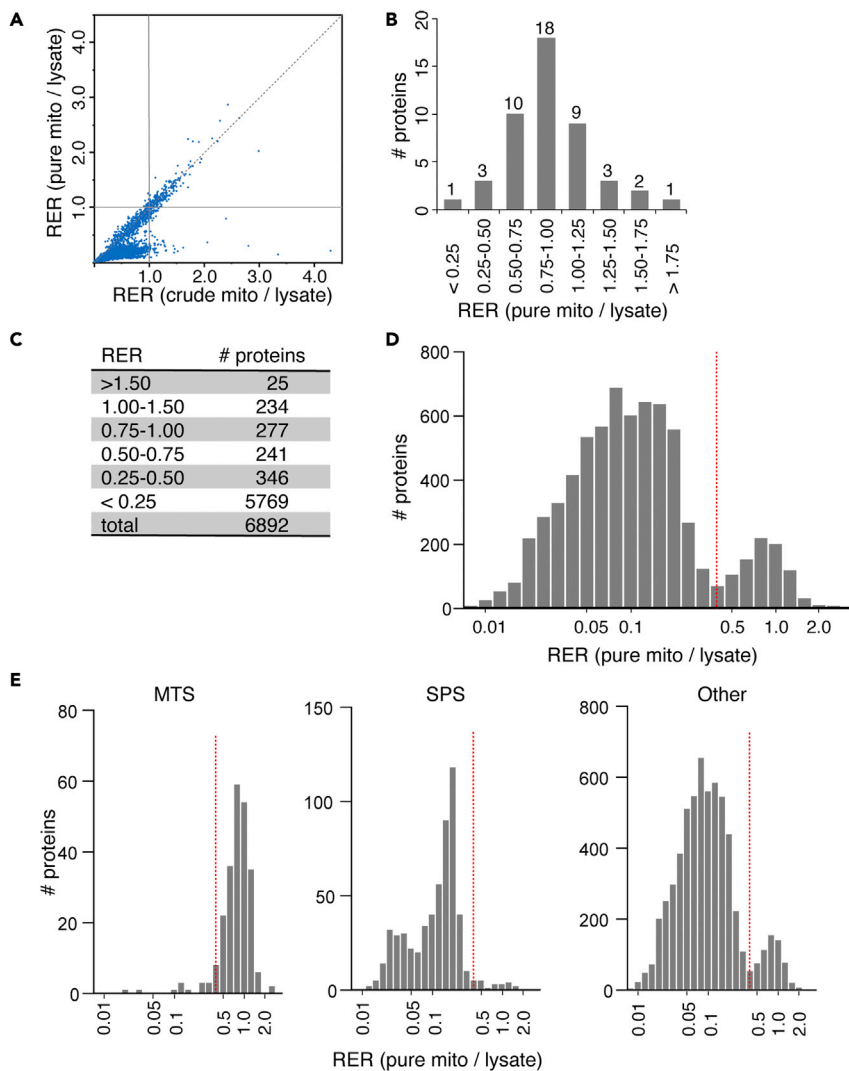 A
RER (pure mito / lysate)
4.0
3.0
2.0
1.0
1.0 2.0 3.0 4.0
RER (crude mito / lysate)
B
# proteins
20
15
10
5
0
1 3 10 18 9 3 2 1
< 0.25
0.25-0.50
0.50-0.75
0.75-1.00
1.00-1.25
1.25-1.50
1.50-1.75
> 1.75
RER (pure mito / lysate)
C
RER # proteins
>1.50 25
1.00-1.50 234
0.75-1.00 277
0.50-0.75 241
0.25-0.50 346
< 0.25 5769
total 6892
D
# proteins
800
600
400
200
0
0.01 0.05 0.1 0.5 1.0 2.0
RER (pure mito / lysate)
E
MTS
# proteins
80
60
40
20
0
0.01 0.05 0.1 0.5 1.0 2.0
SPS
150
100
50
0
0.01 0.05 0.1 0.5 1.0 2.0
Other
800
600
400
200
0
0.01 0.05 0.1 0.5 1.0 2.0
RER (pure mito / lysate)